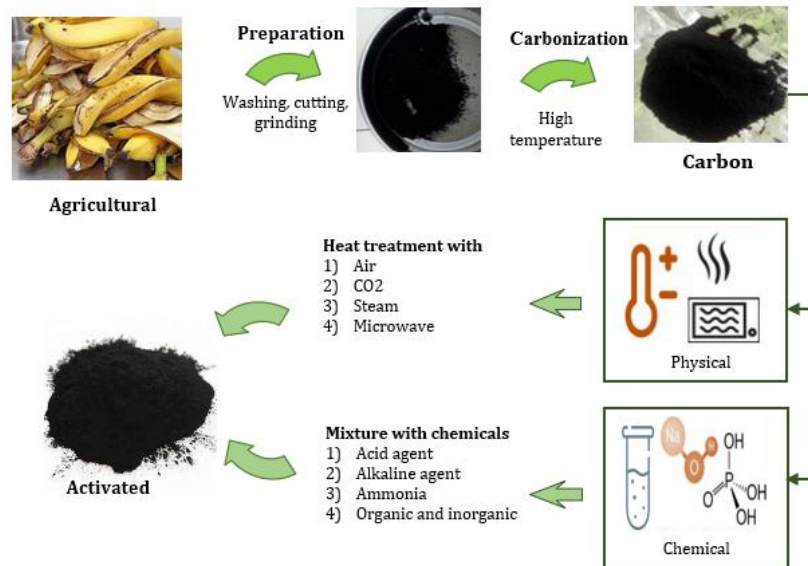 Preparation
Washing, cutting,
grinding
Carbonization
High
temperature
Carbon
Agricultural
Heat treatment with
1) Air
2) CO2
3) Steam
4) Microwave
Physical
Activated
Mixture with chemicals
1) Acid agent
2) Alkaline agent
3) Ammonia
4) Organic and inorganic
Na
O
H
OH
P
O
OH
OH
Chemical